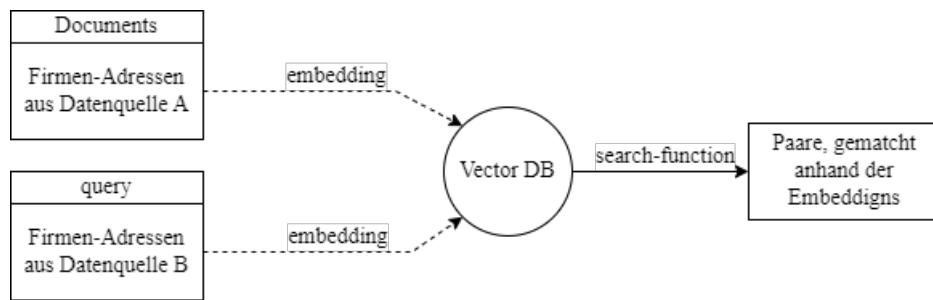 Documents
Firmen-Adressen
aus Datenquelle A
embedding
query
Firmen-Adressen
aus Datenquelle B
embedding
Vector DB
search-function
Paare, gematcht
anhand der
Embeddigns